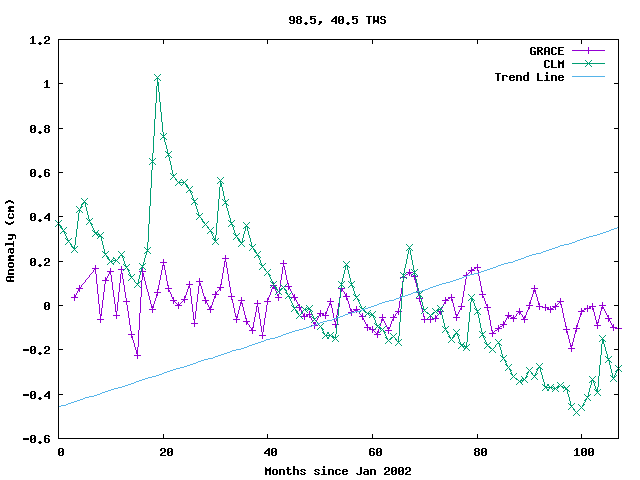 98.5, 40.5 TWS
GRACE
CLM
Trend Line
1.2
1
0.8
0.6
0.4
0.2
0
-0.2
-0.4
-0.6
Anomaly (cm)
0 20 40 60 80 100
Months since Jan 2002